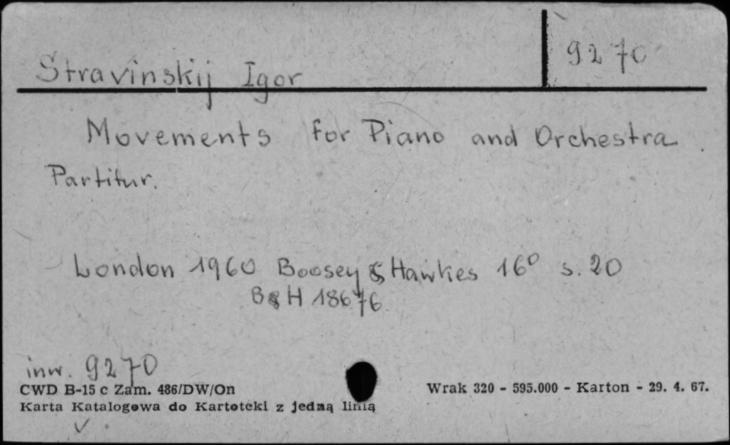 Stravinskij Igor
9270
Movements for Piano and Orchestra.
Partitur.
London 1960 Boosey & Hawkes 16° s. 20
B & H 18676
inw. 9270
CWD B-15 c Zam. 486/DW/On
Wrak 320 - 595.000 - Karton - 29. 4. 67.
Karta Katalogowa do Kartoteki z jedną linią